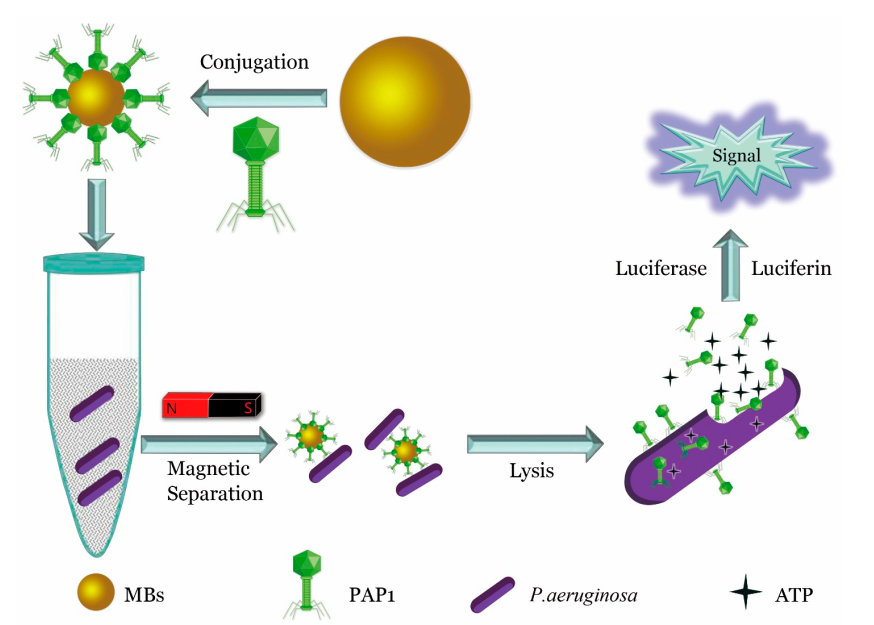 Conjugation
Signal
Luciferase
Luciferin
N
S
Magnetic
Separation
Lysis
MBs
PAP1
P.aeruginosa
ATP